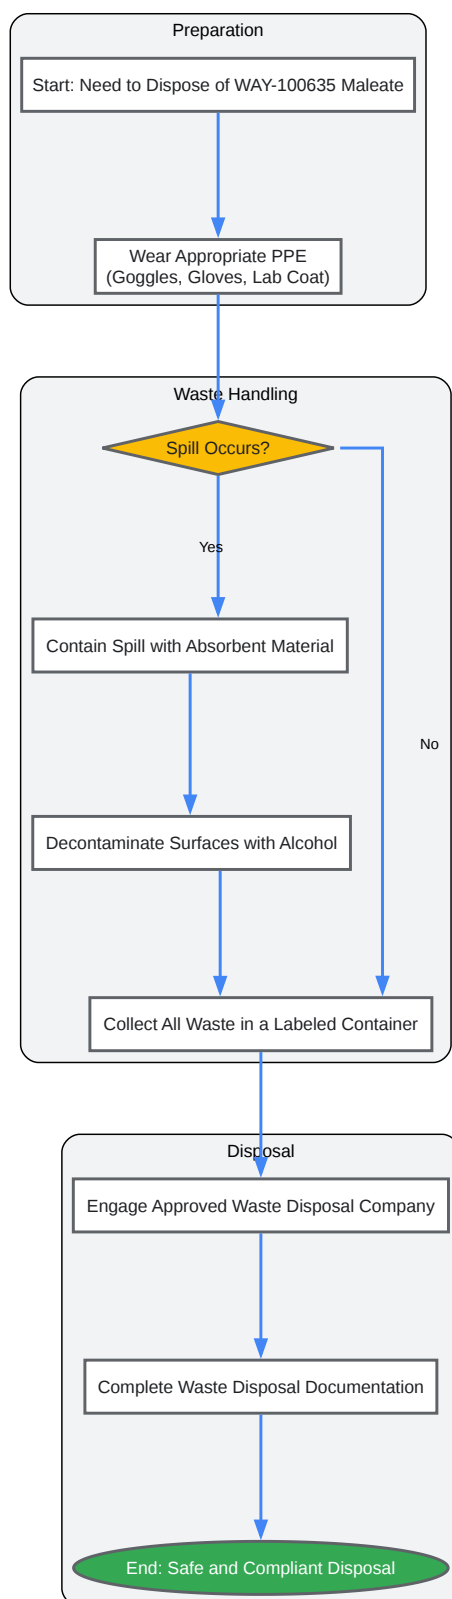 Preparation
Start: Need to Dispose of WAY-100635 Maleate
Wear Appropriate PPE
(Goggles, Gloves, Lab Coat)
Waste Handling
Spill Occurs?
Yes
Contain Spill with Absorbent Material
No
Decontaminate Surfaces with Alcohol
Collect All Waste in a Labeled Container
Disposal
Engage Approved Waste Disposal Company
Complete Waste Disposal Documentation
End: Safe and Compliant Disposal